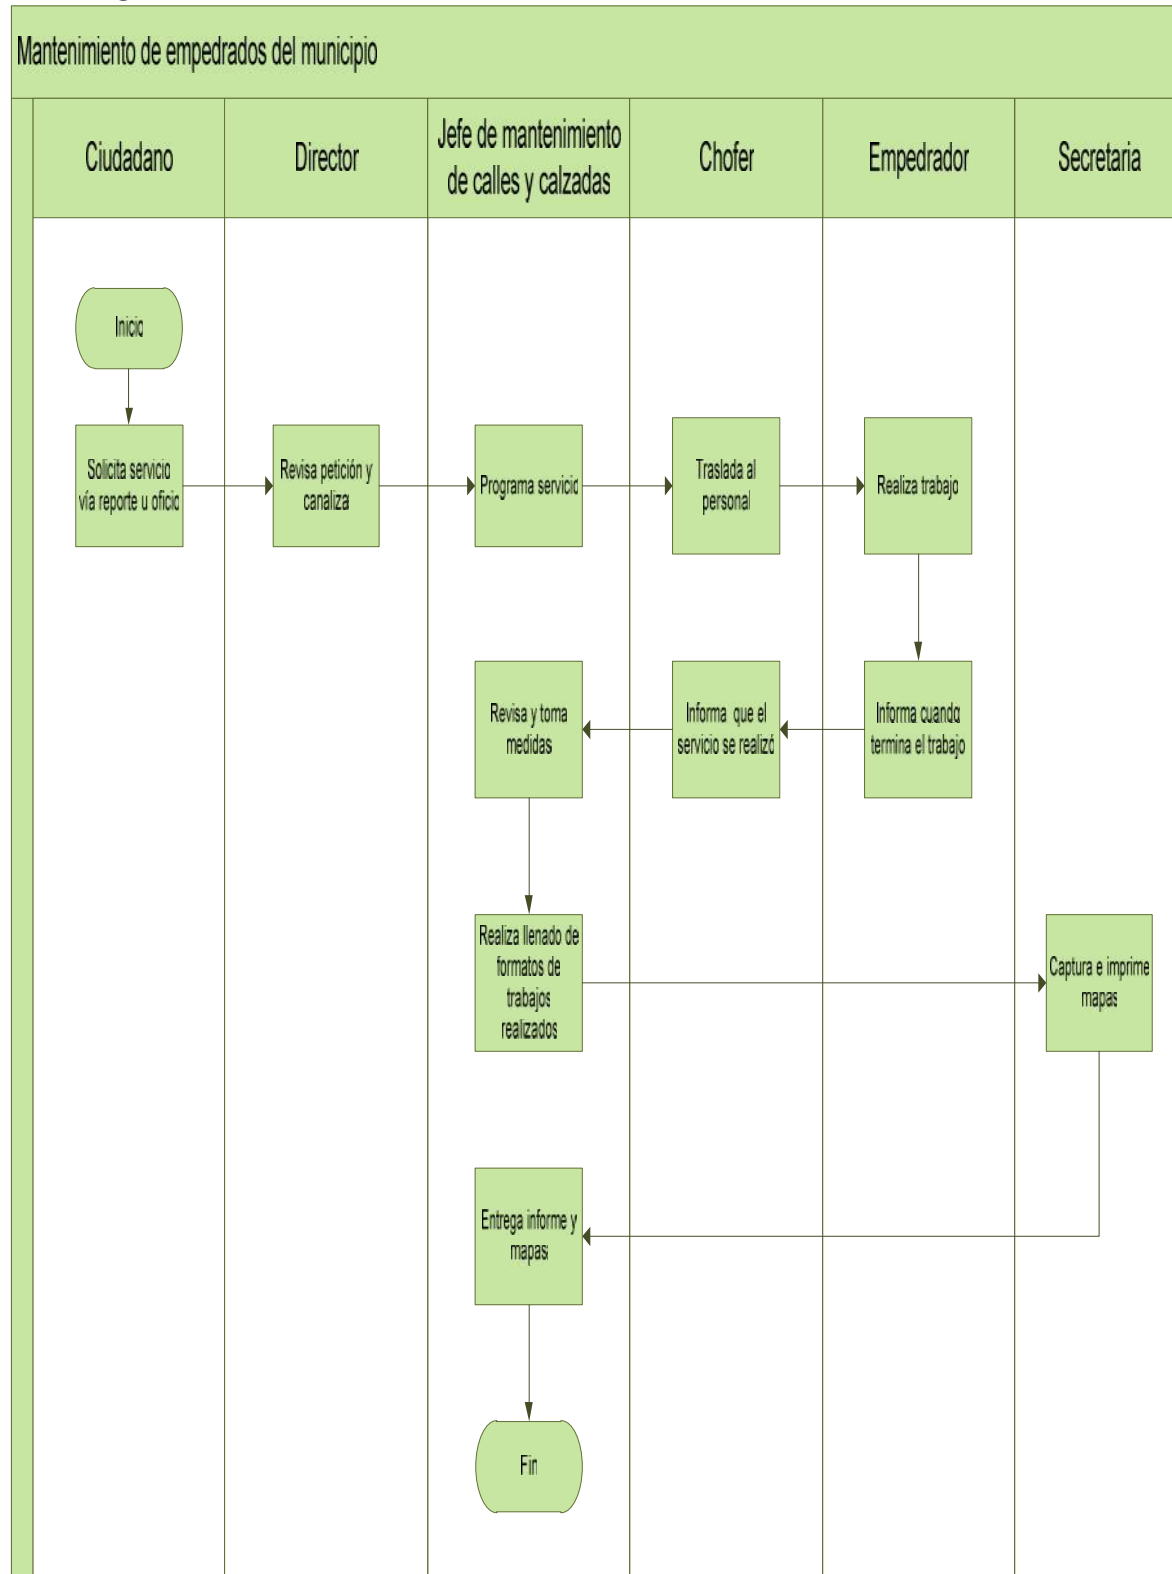 Mantenimiento de empedrados del municipio
Ciudadano
Director
Jefe de mantenimiento
de calles y calzadas
Chofer
Empedrador
Secretaria
Inicio
Solicita servicio
vía reporte u oficio
Revisa petición y
canaliza
Programa servicio
Traslada al
personal
Realiza trabajo
Revisa y toma
medidas
Informa que el
servicio se realizó
Informa cuando
termina el trabajo
Realiza llenado de
formatos de
trabajos
realizados
Captura e imprime
mapas
Entrega informe y
mapas
Fin